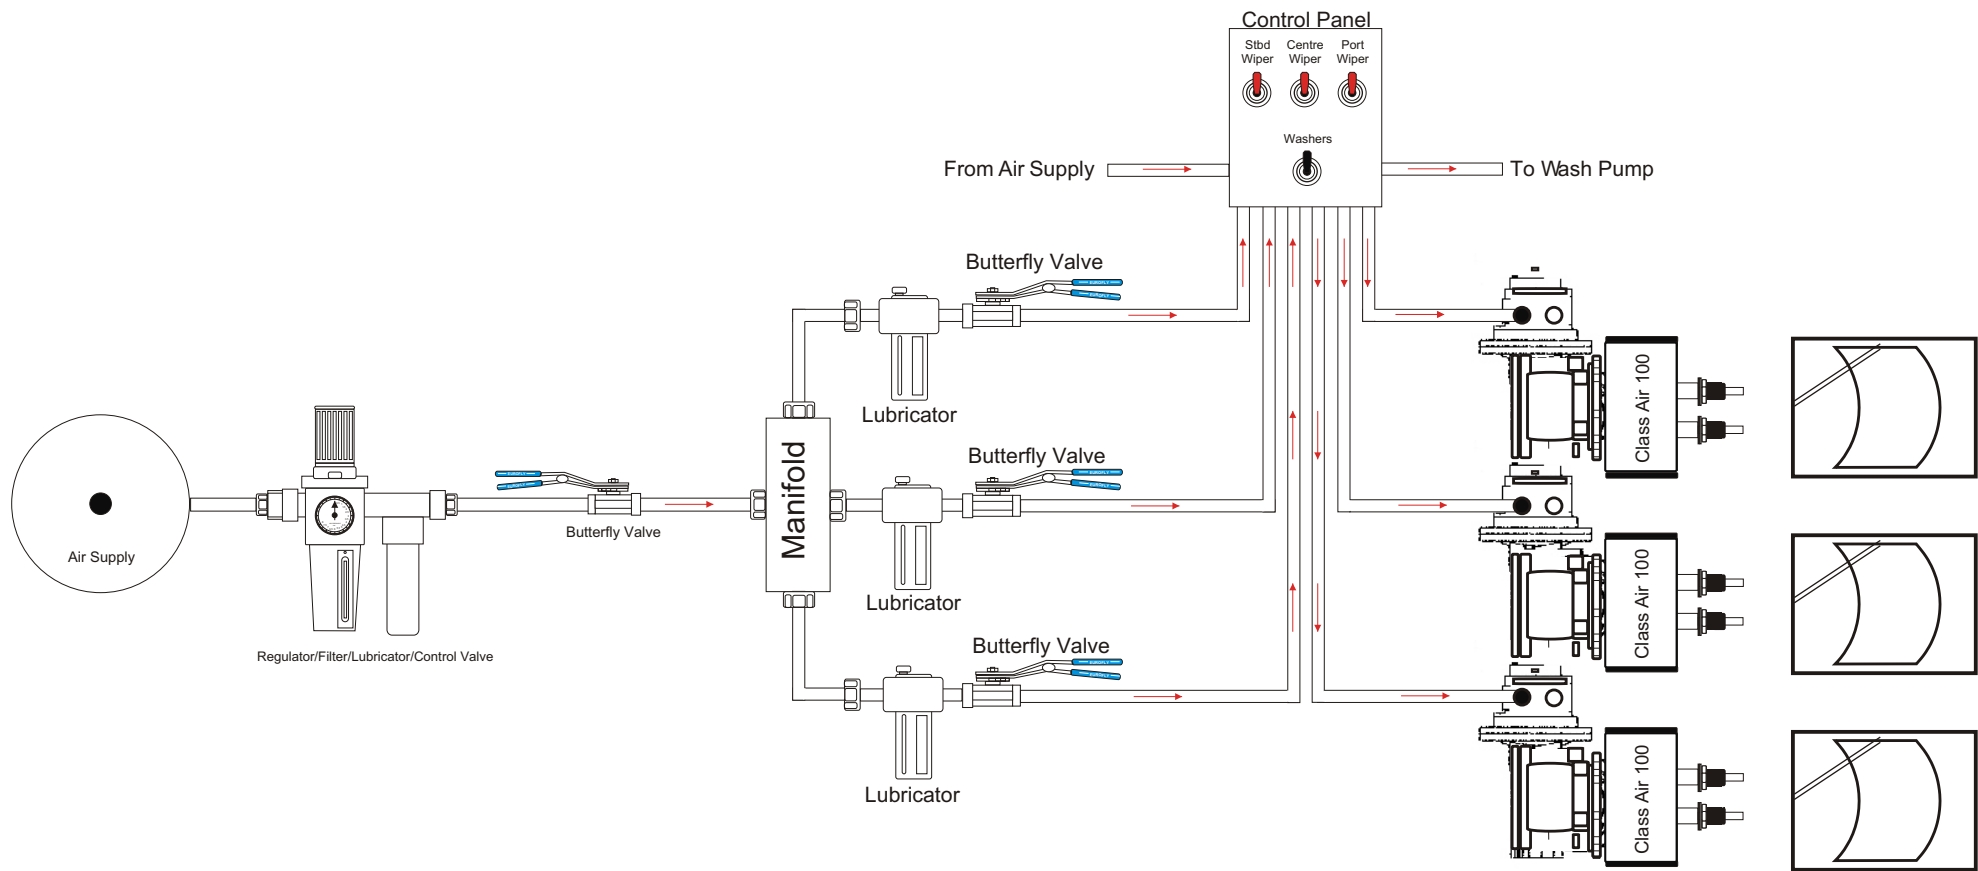 Control Panel
Stbd Centre Port
Wiper Wiper Wiper
Washers
From Air Supply
To Wash Pump
Butterfly Valve
Lubricator
Class Air 100
Butterfly Valve
Manifold
Air Supply
Butterfly Valve
Lubricator
Class Air 100
Regulator/Filter/Lubricator/Control Valve
Butterfly Valve
Lubricator
Class Air 100